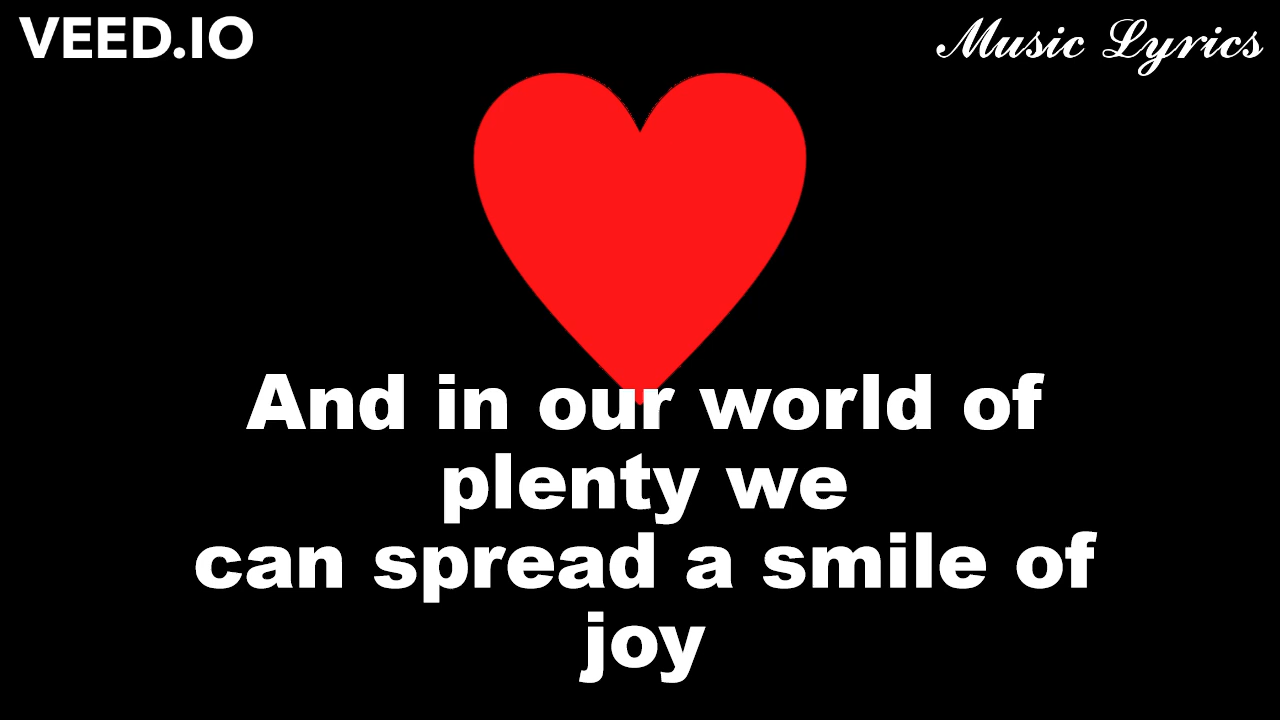 VEED.IO
Music Lyrics
And in our world of
plenty we
can spread a smile of
joy